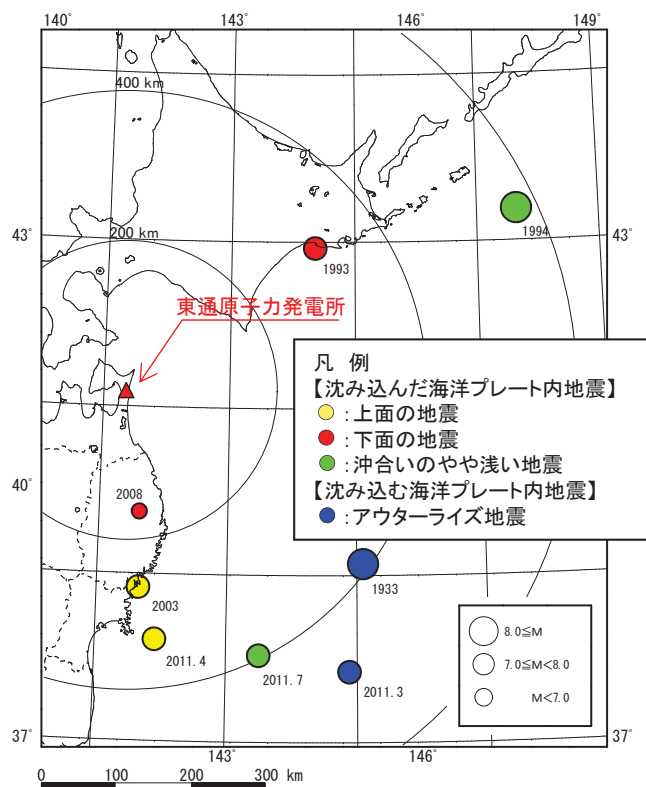 140°
143°
146°
149°
400 km
200 km
1994
43°
43°
1993
東通原子力発電所
凡 例
【沈み込んだ海洋プレート内地震】
:上面の地震
:下面の地震
:沖合いのやや浅い地震
【沈み込む海洋プレート内地震】
:アウターライズ地震
2008
40°
1933
2003
2011.4
2011.7
2011.3
8.0≦M
7.0≦M<8.0
M<7.0
37°
37°
143°
146°
0 100 200 300 km